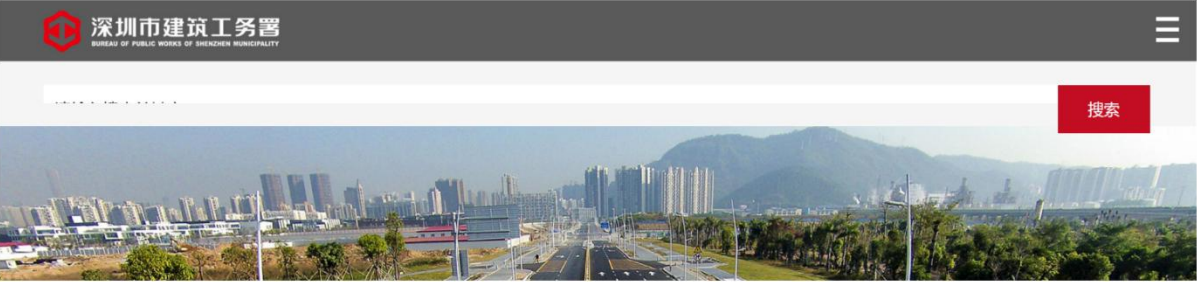 深圳市建筑工务署
BUREAU OF PUBLIC WORKS OF SHENZHEN MUNICIPALITY
搜索